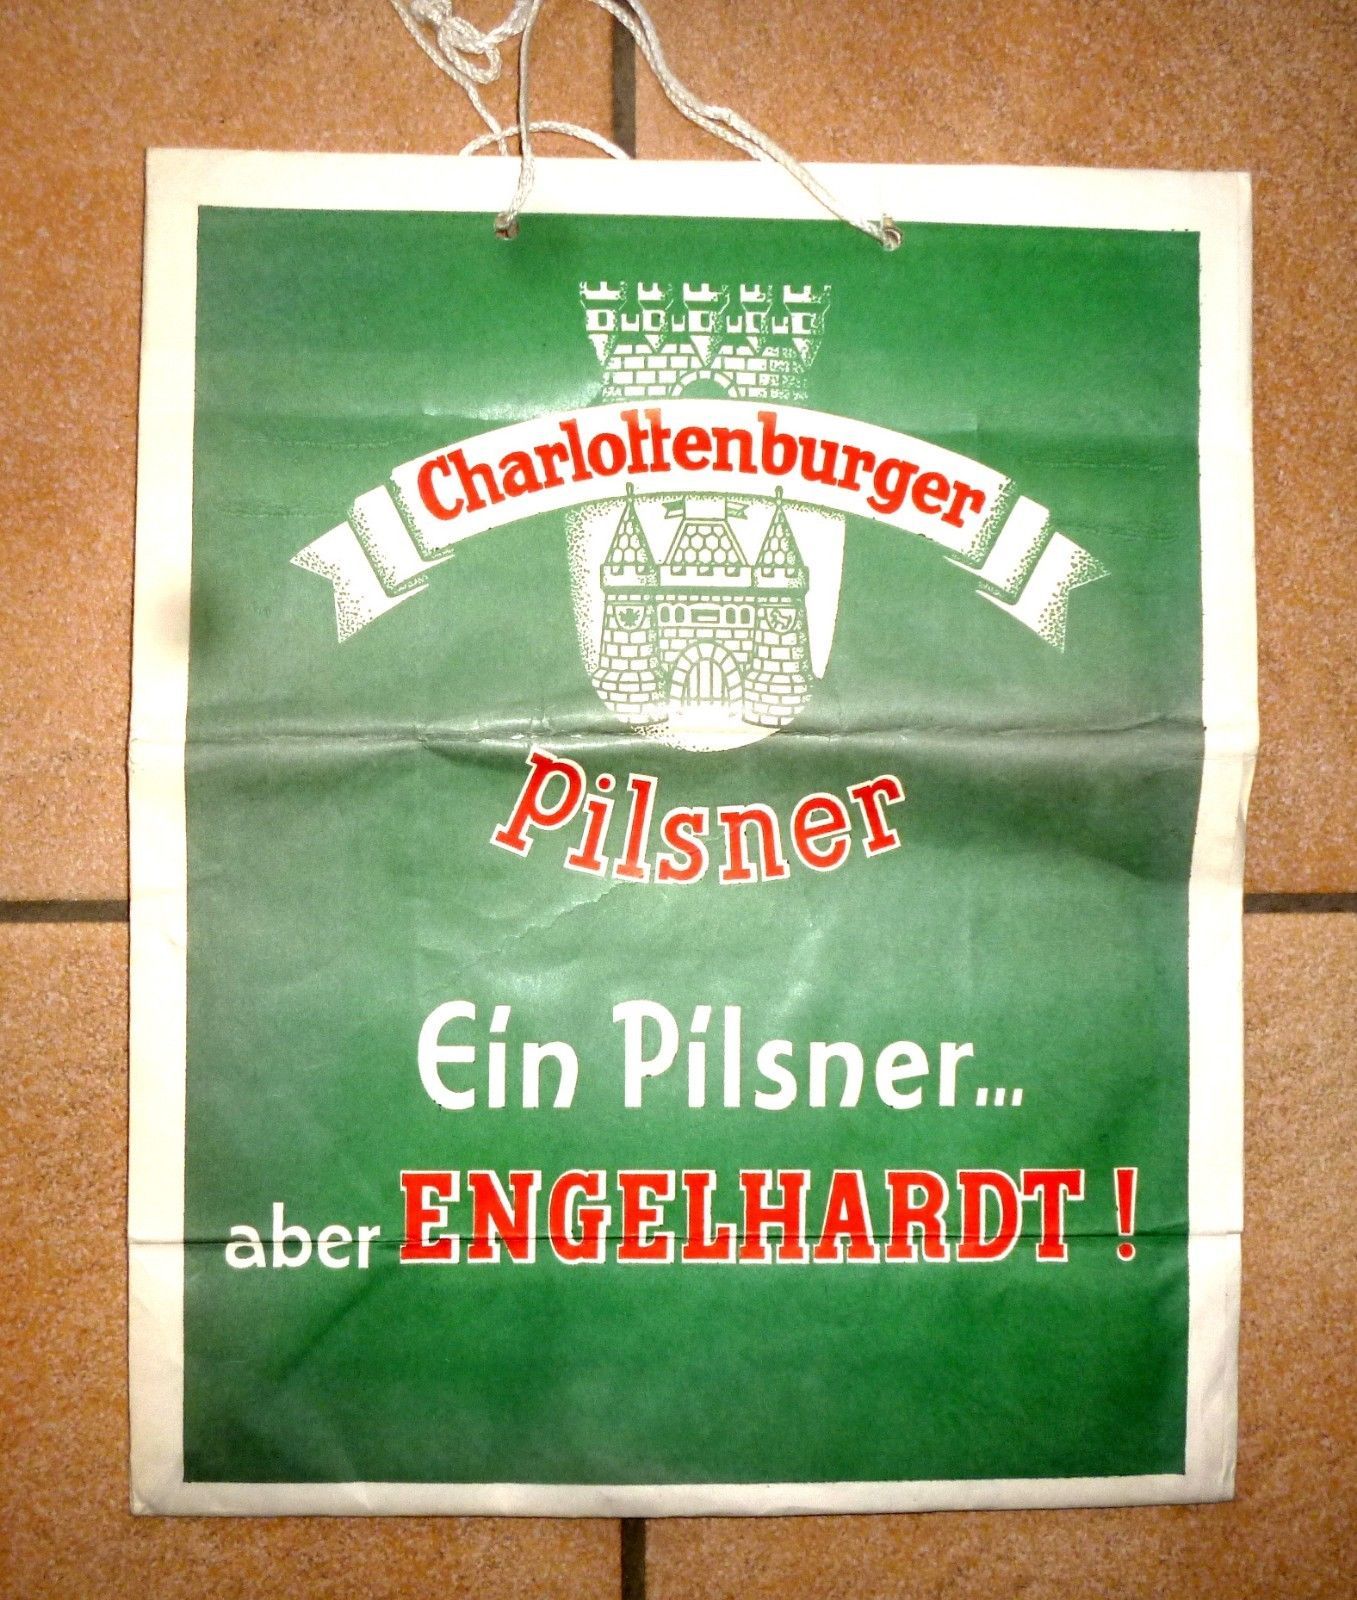 Charlottenburger
Pilsner
Ein Pilsner...
aber ENGELHARDT!